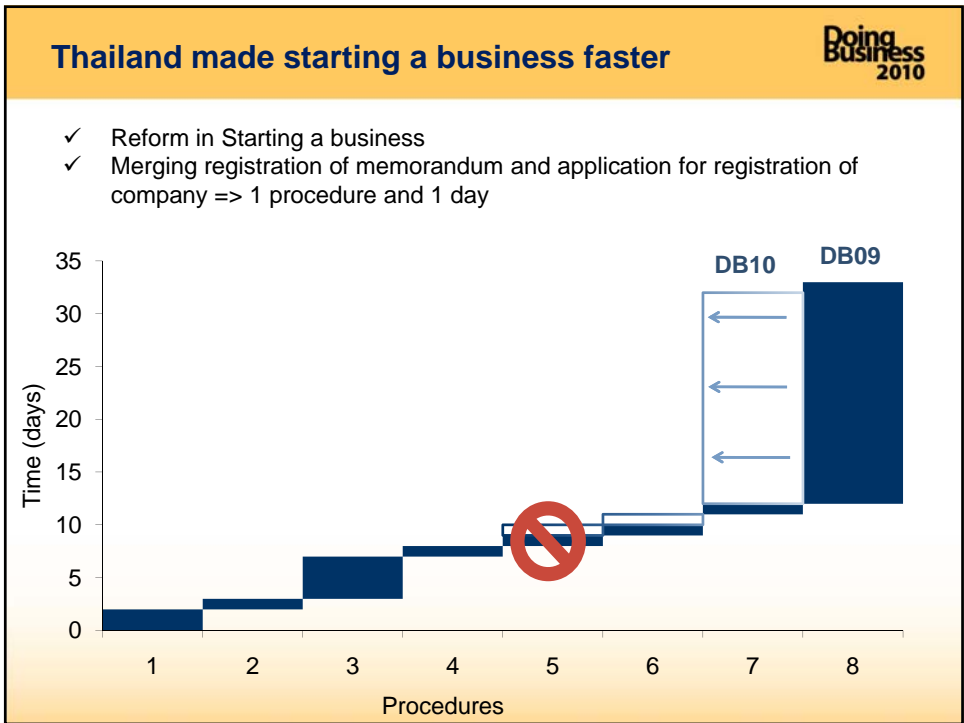 Thailand made starting a business faster
Doing
Business
2010
✓ Reform in Starting a business
✓ Merging registration of memorandum and application for registration of
company => 1 procedure and 1 day
DB10
DB09
35
30
25
20
15
10
5
0
Time (days)
1 2 3 4 5 6 7 8
Procedures